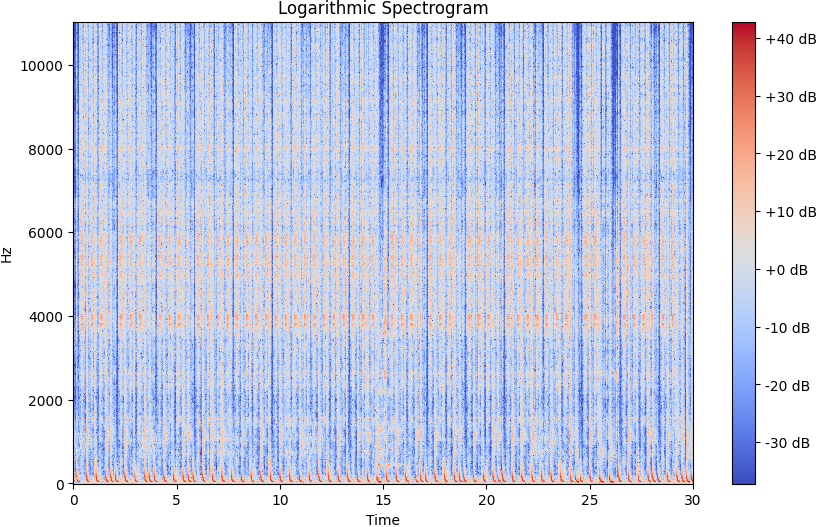 Logarithmic Spectrogram
Hz
10000
8000
6000
4000
2000
0
0 5 10 15 20 25 30
Time
+40 dB
+30 dB
+20 dB
+10 dB
+0 dB
-10 dB
-20 dB
-30 dB